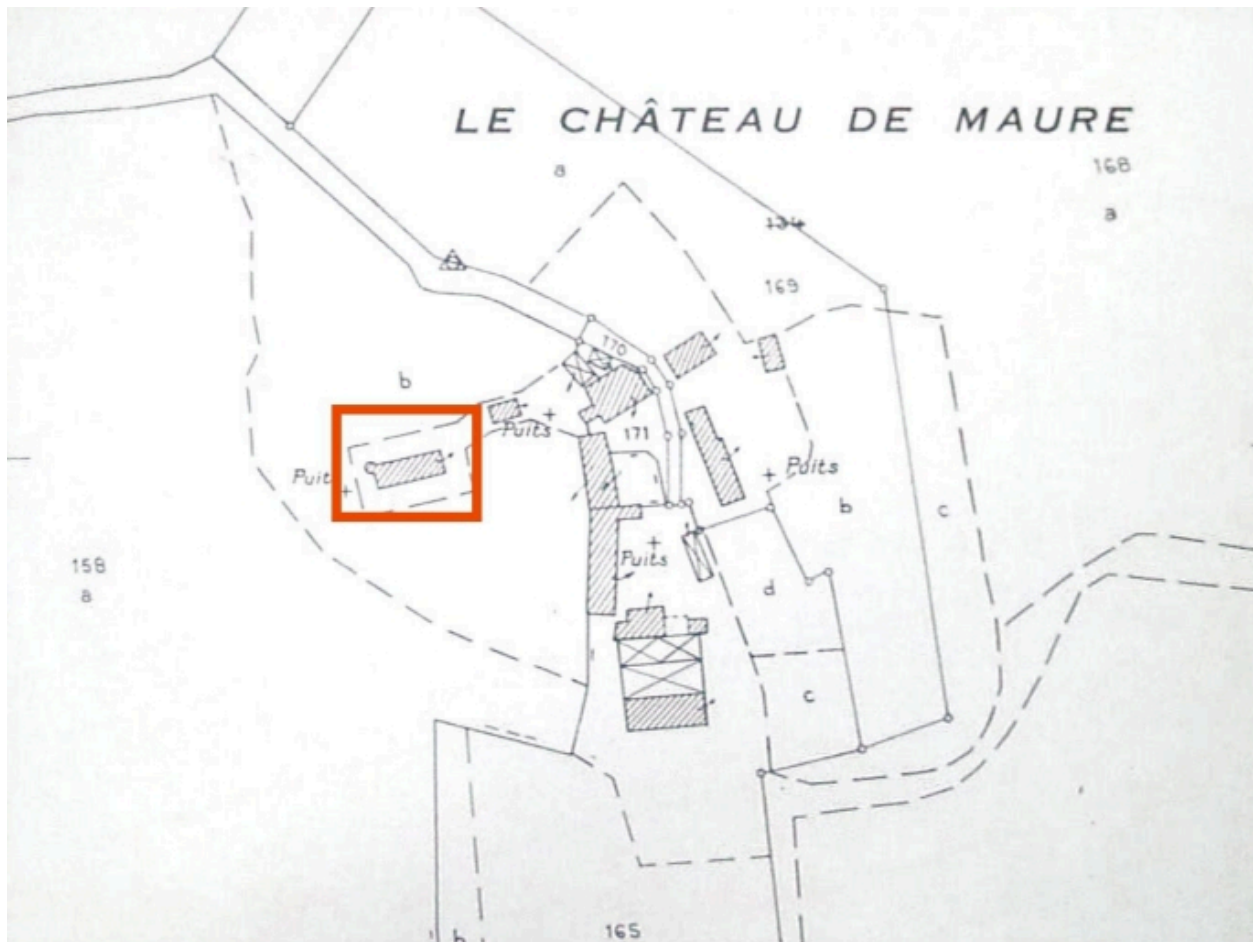 LE CHÂTEAU DE MAURE
a
168
a
134
169
170
b
Puits
171
Puits
Puit
b
c
Puits
158
a
d
c
165
b